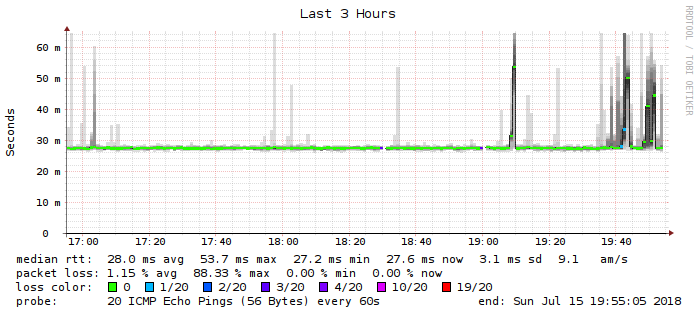 Last 3 Hours
RRDTOOL / TOBI OETIKER
Seconds
60 m
50 m
40 m
30 m
20 m
10 m
0
17:00 17:20 17:40 18:00 18:20 18:40 19:00 19:20 19:40
median rtt: 28.0 ms avg 53.7 ms max 27.2 ms min 27.6 ms now 3.1 ms sd 9.1 am/s
packet loss: 1.15 % avg 88.33 % max 0.00 % min 0.00 % now
loss color: 0 1/20 2/20 3/20 4/20 10/20 19/20
probe: 20 ICMP Echo Pings (56 Bytes) every 60s end: Sun Jul 15 19:55:05 2018